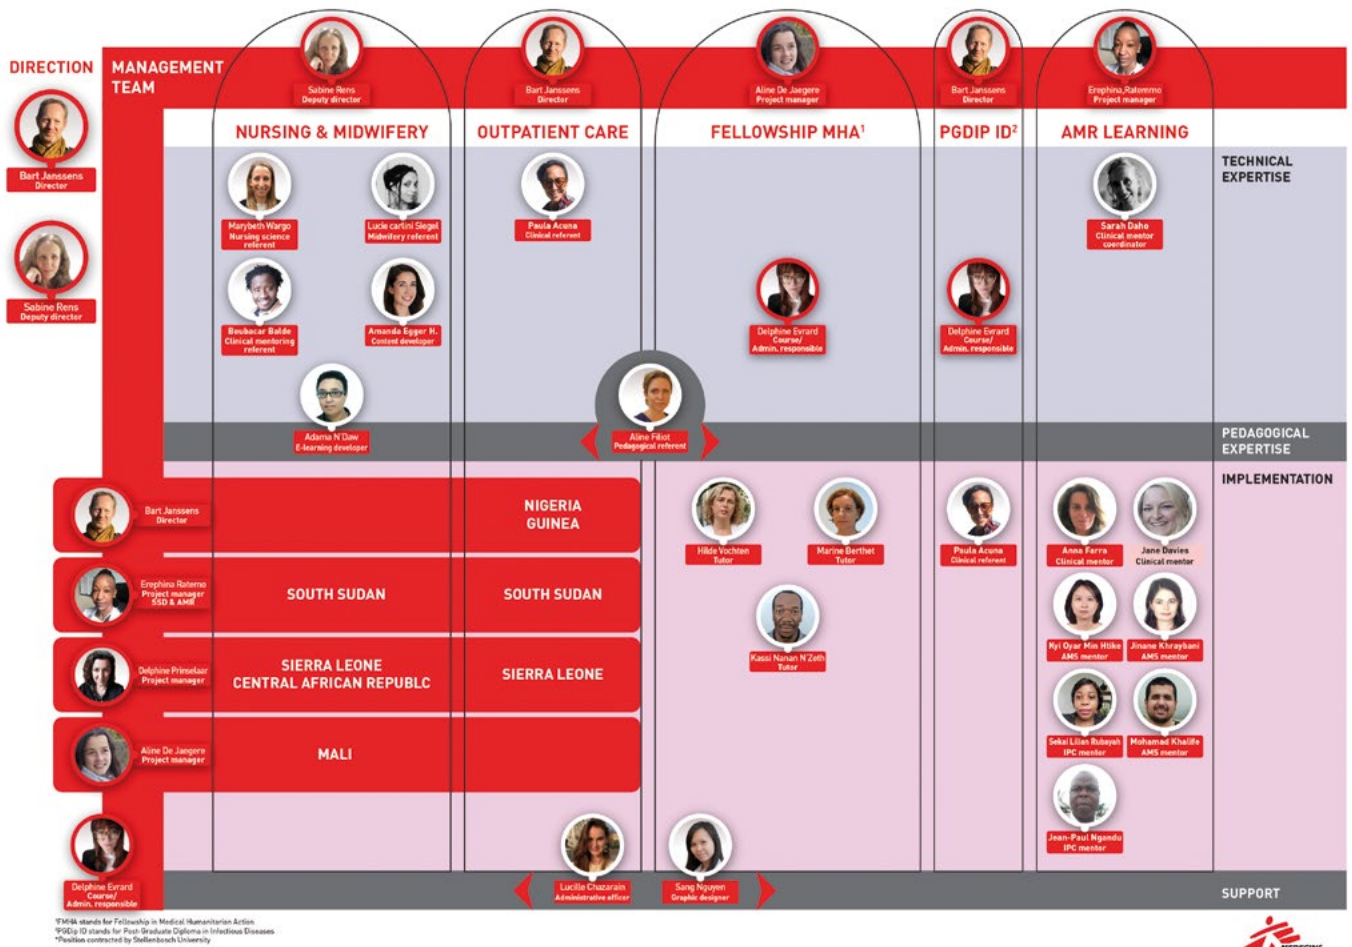 DIRECTION
Bart Janssens
Director
Sabine Rens
Deputy director
MANAGEMENT
TEAM
Sabine Rens
Deputy director
Bart Janssens
Director
Aline De Jaegere
Project manager
Bart Janssens
Director
Erephina,Ratemmo
Project manager
NURSING & MIDWIFERY
OUTPATIENT CARE
FELLOWSHIP MHA¹
PGDIP ID²
AMR LEARNING
TECHNICAL
EXPERTISE
Marybeth Wargo
Nursing science
referent
Lucie carlini Siegel
Midwifery referent
Paula Acuna
Clinical referent
Sarah Daho
Clinical mentor
coordinator
Boubacar Balde
Clinical mentoring
referent
Amanda Egger H.
Content developer
Delphine Evrard
Course/
Admin. responsible
Delphine Evrard
Course/
Admin. responsible
Adama N'Daw
E-learning developer
Aline Filiot
Pedagogical referent
PEDAGOGICAL
EXPERTISE
IMPLEMENTATION
Bart Janssens
Director
NIGERIA
GUINEA
Hilde Vochten
Tutor
Marine Berthet
Tutor
Paula Acuna
Clinical referent
Anna Farra
Clinical mentor
Jane Davies
Clinical mentor
Erephina Ratemo
Project manager
SSD & AMR
SOUTH SUDAN
SOUTH SUDAN
Kassi Nanan N'Zeth
Tutor
Kyi Oyar Min Htike
AMS mentor
Jinane Khraybani
AMS mentor
Delphine Prinselaar
Project manager
SIERRA LEONE
CENTRAL AFRICAN REPUBLC
SIERRA LEONE
Sekai Lilian Rubayah
IPC mentor
Mohamad Khalife
AMS mentor
Aline De Jaegere
Project manager
MALI
Jean-Paul Ngandu
IPC mentor
Delphine Evrard
Course/
Admin. responsible
Lucille Chazarain
Administrative officer
Sang Nguyen
Graphic designer
SUPPORT
¹FMHA stands for Fellowship in Medical Humanitarian Action
²PGDip ID stands for Post-Graduate Diploma in Infectious Diseases
*Position contracted by Stellenbosch University
MEDECINS